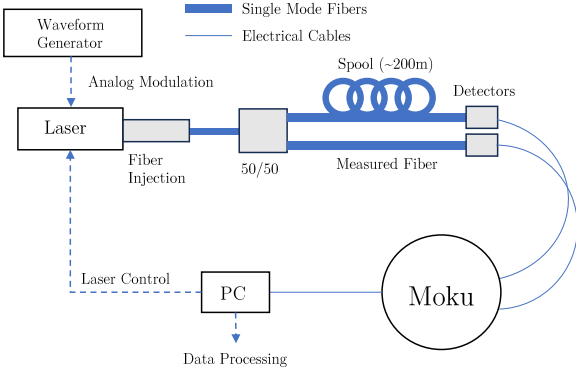 Waveform
Generator
Single Mode Fibers
Electrical Cables
Analog Modulation
Spool (~200m)
Detectors
Laser
Fiber
Injection
50/50
Measured Fiber
Laser Control
PC
Moku
Data Processing